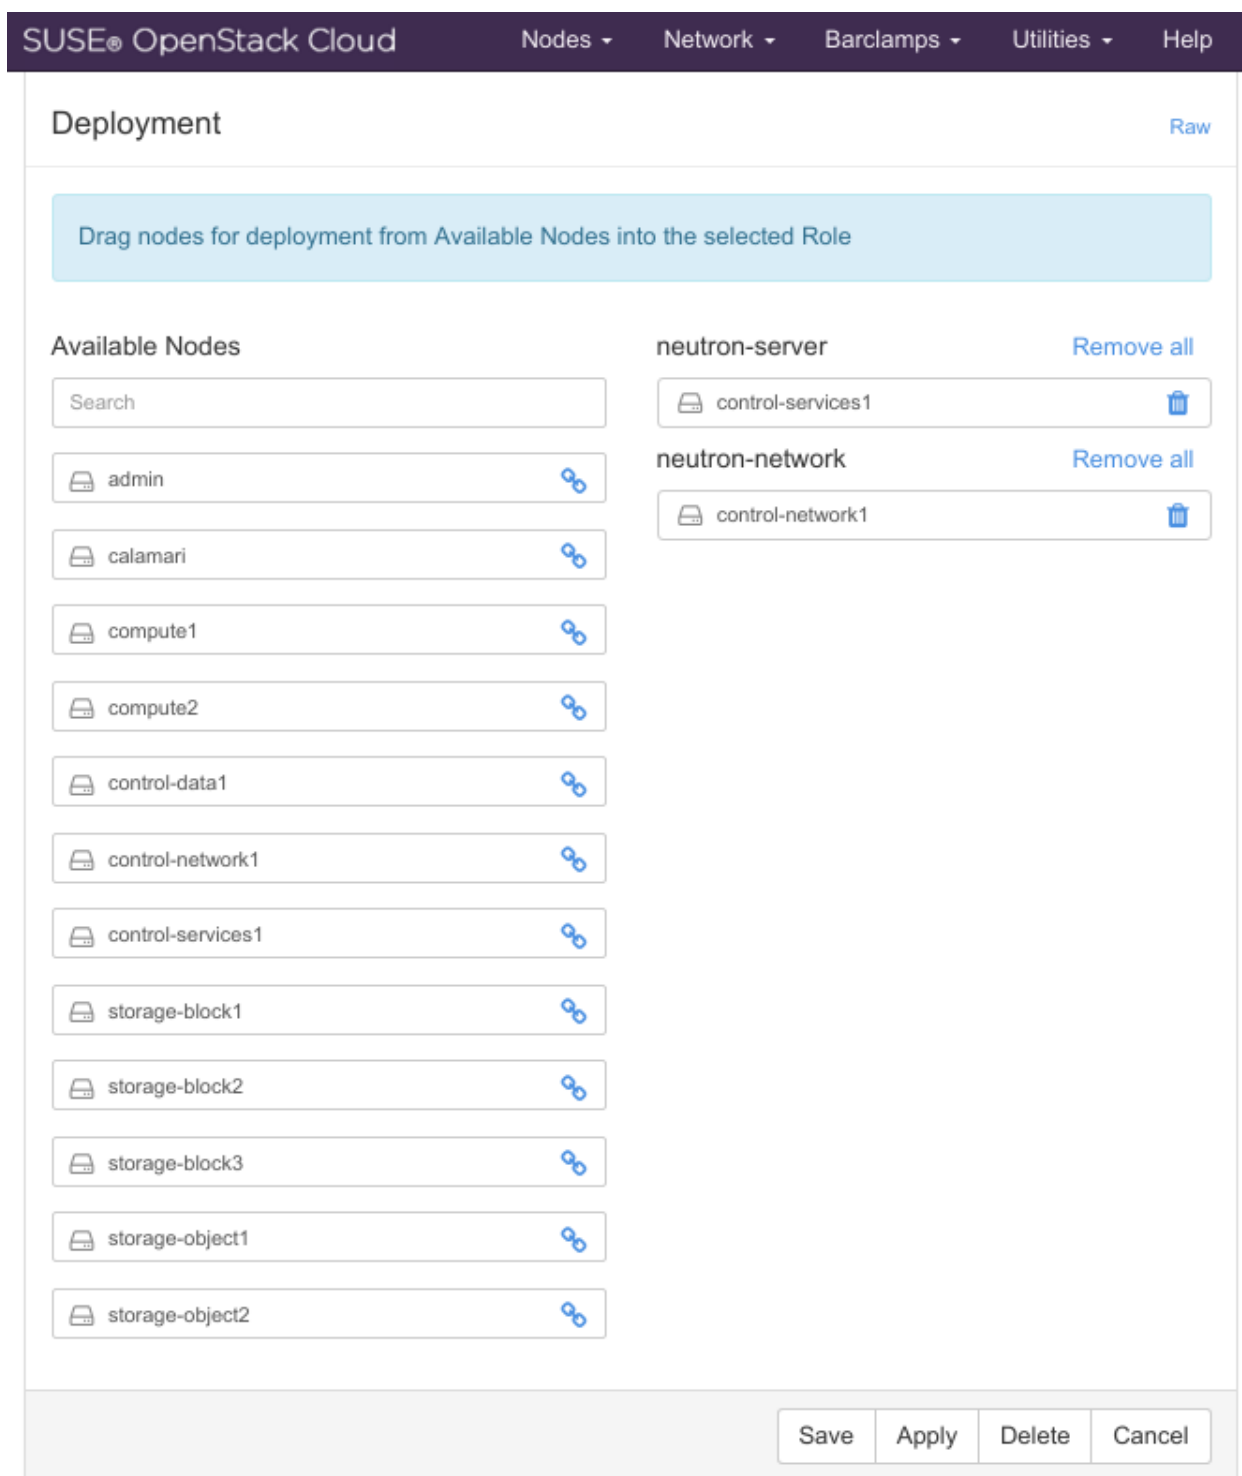 SUSE® OpenStack Cloud Nodes Network Barclamps Utilities Help
Deployment Raw
Drag nodes for deployment from Available Nodes into the selected Role
Available Nodes
Search
admin
calamari
compute1
compute2
control-data1
control-network1
control-services1
storage-block1
storage-block2
storage-block3
storage-object1
storage-object2
neutron-server Remove all
control-services1
neutron-network Remove all
control-network1
Save Apply Delete Cancel